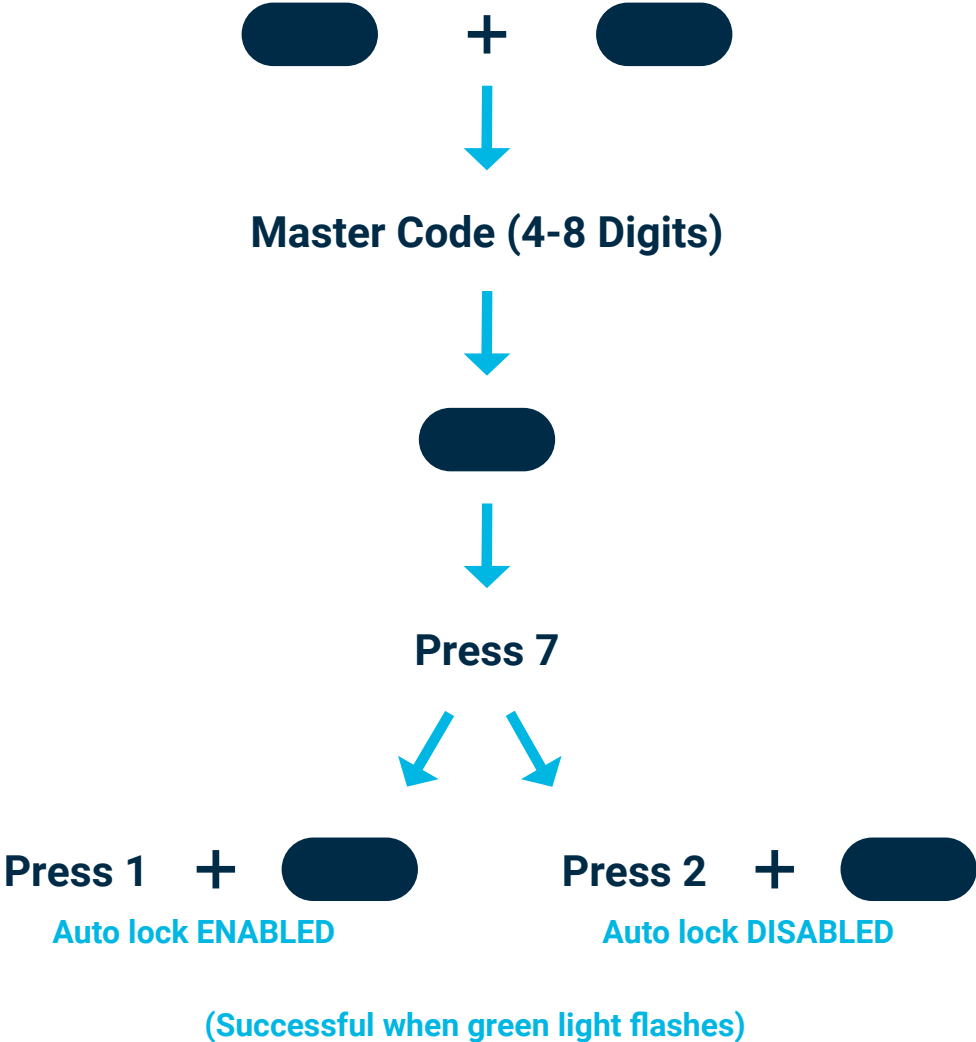 +
Master Code (4-8 Digits)
Press 7
Press 1 +
Press 2 +
Auto lock ENABLED
Auto lock DISABLED
(Successful when green light flashes)